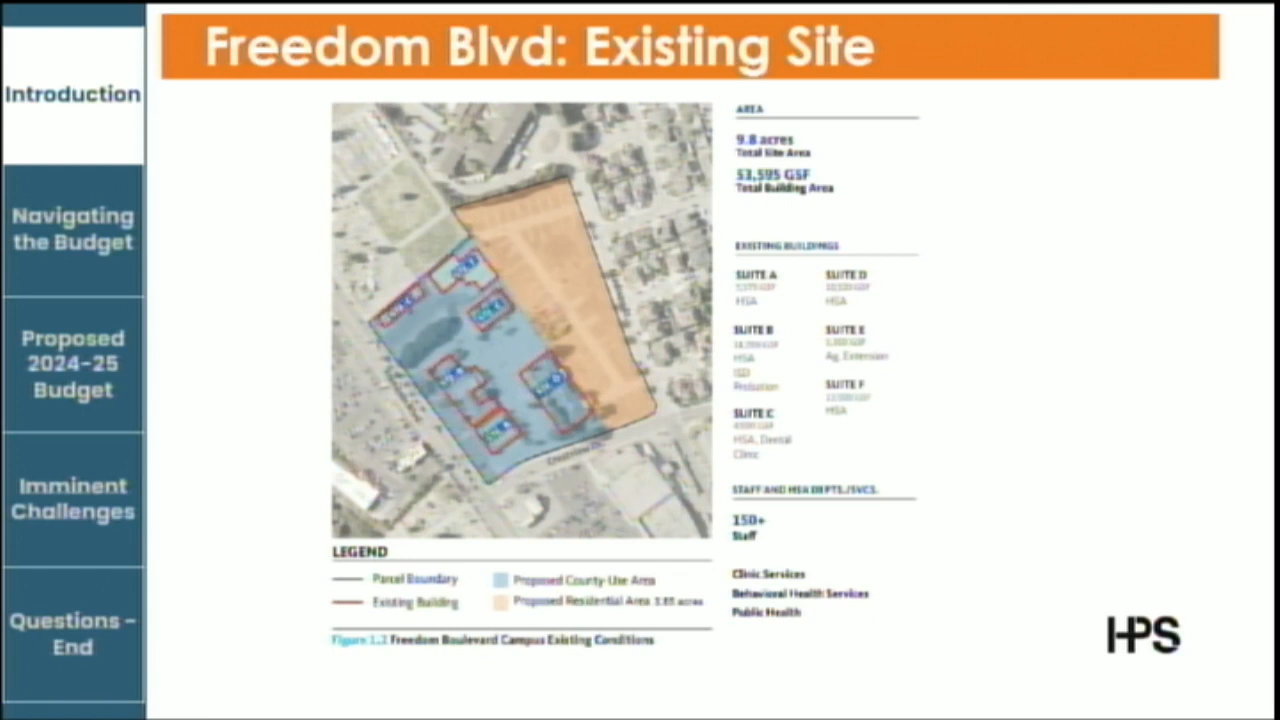 Freedom Blvd: Existing Site
Introduction
Navigating
the Budget
Proposed
2024-25
Budget
Imminent
Challenges
Questions -
End
AREA
9.8 acres
Total Site Area
53,595 GSF
Total Building Area
EXISTING BUILDINGS
SUITE A
HSA
SUITE B
HSA
ISD
Probation
SUITE C
HSA, Dental
Clinic
SUITE D
HSA
SUITE E
Ag. Extension
SUITE F
HSA
STAFF AND HSA DEPTS./SVCS.
150+
Staff
Clinic Services
Behavioral Health Services
Public Health
LEGEND
Parcel Boundary
Existing Building
Proposed County-Use Area
Proposed Residential Area
Freedom Boulevard Campus Existing Conditions
HPS